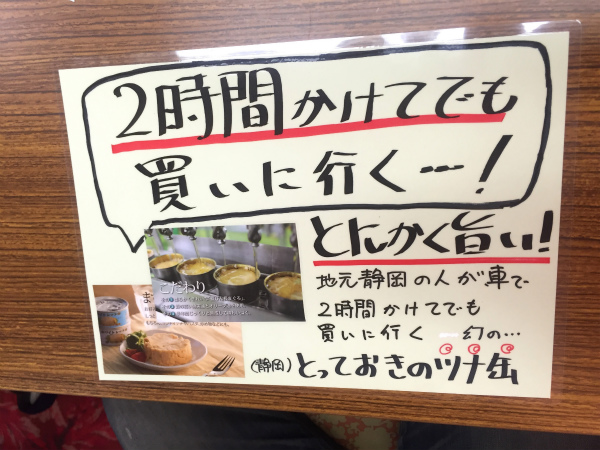 2時間かけてでも
買いに行くー!
とにかく旨い!
地元静岡の人が車で
2時間かけてでも
買いに行く 幻の…
(静岡) とっておきのツナ缶
こだわり